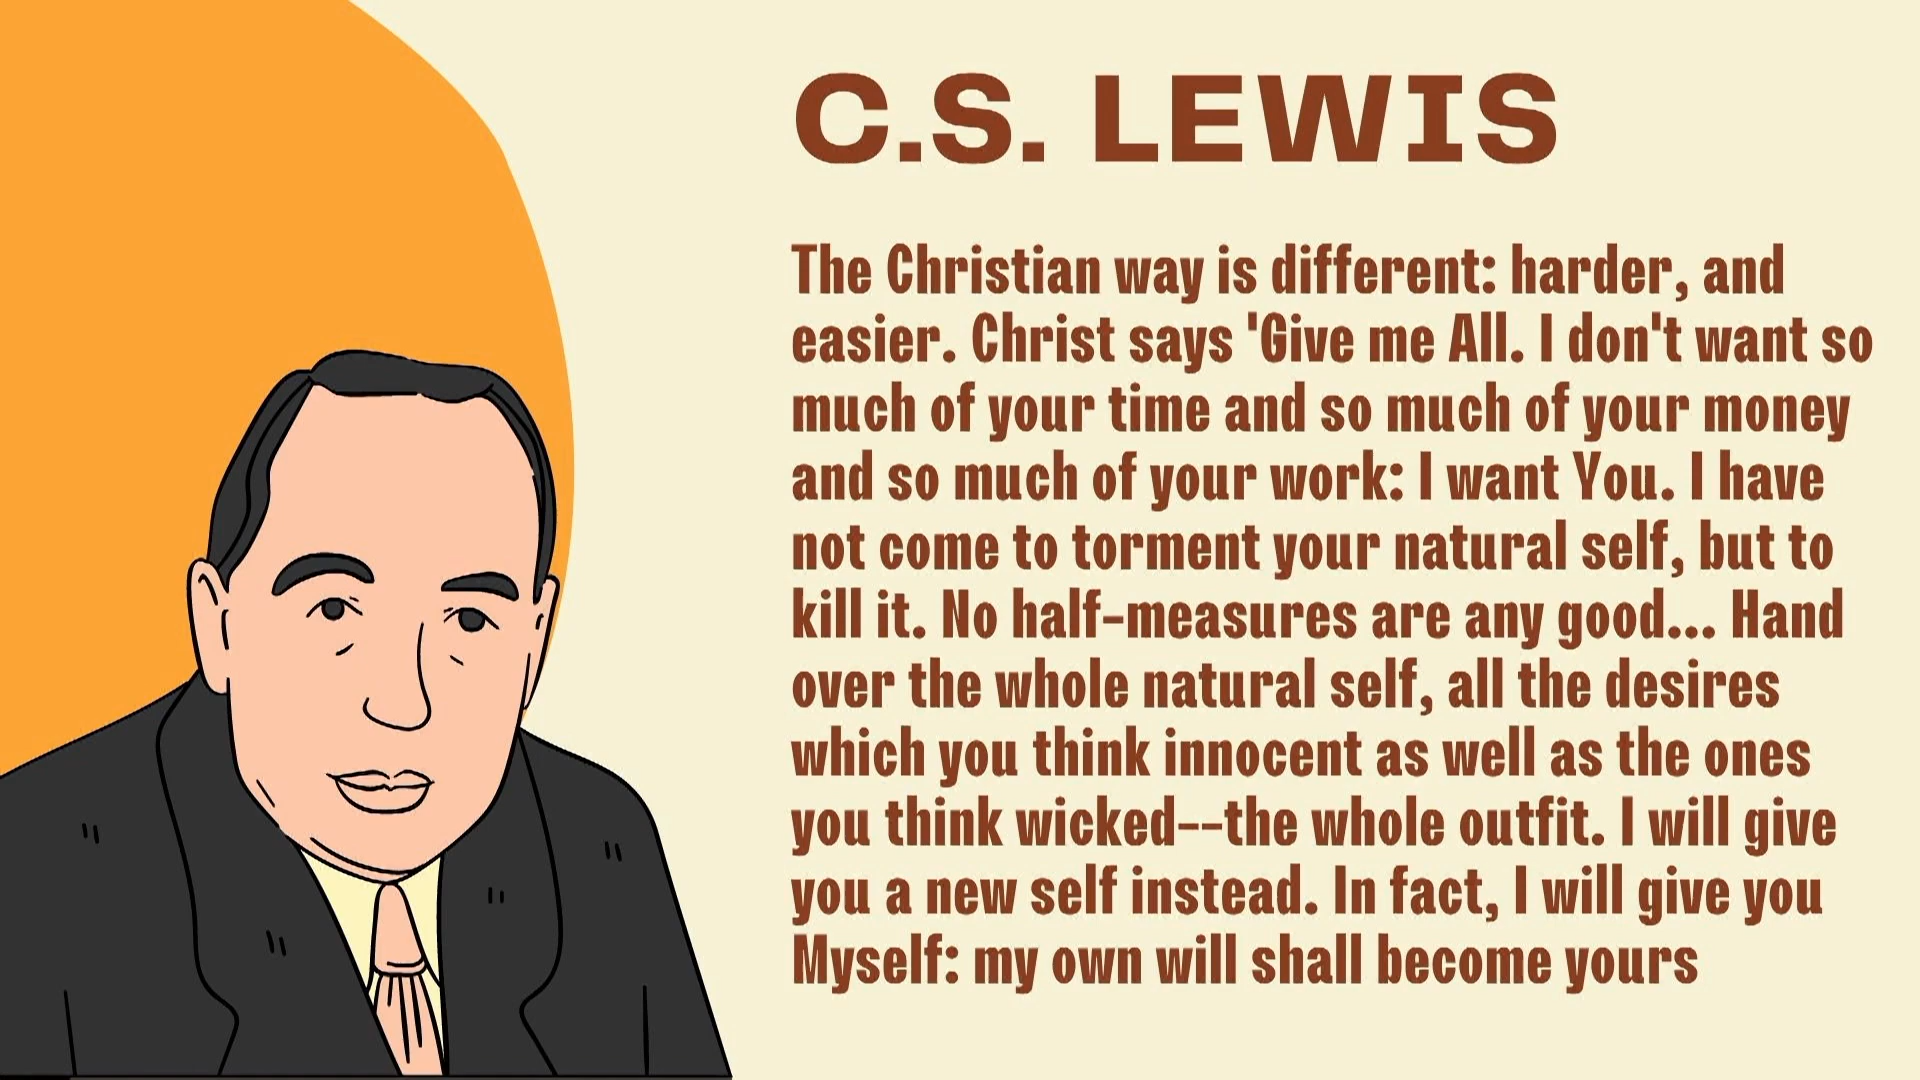 C.S. LEWIS
The Christian way is different: harder, and
easier. Christ says 'Give me All. I don't want so
much of your time and so much of your money
and so much of your work: I want You. I have
not come to torment your natural self, but to
kill it. No half-measures are any good... Hand
over the whole natural self, all the desires
which you think innocent as well as the ones
you think wicked--the whole outfit. I will give
you a new self instead. In fact, I will give you
Myself: my own will shall become yours